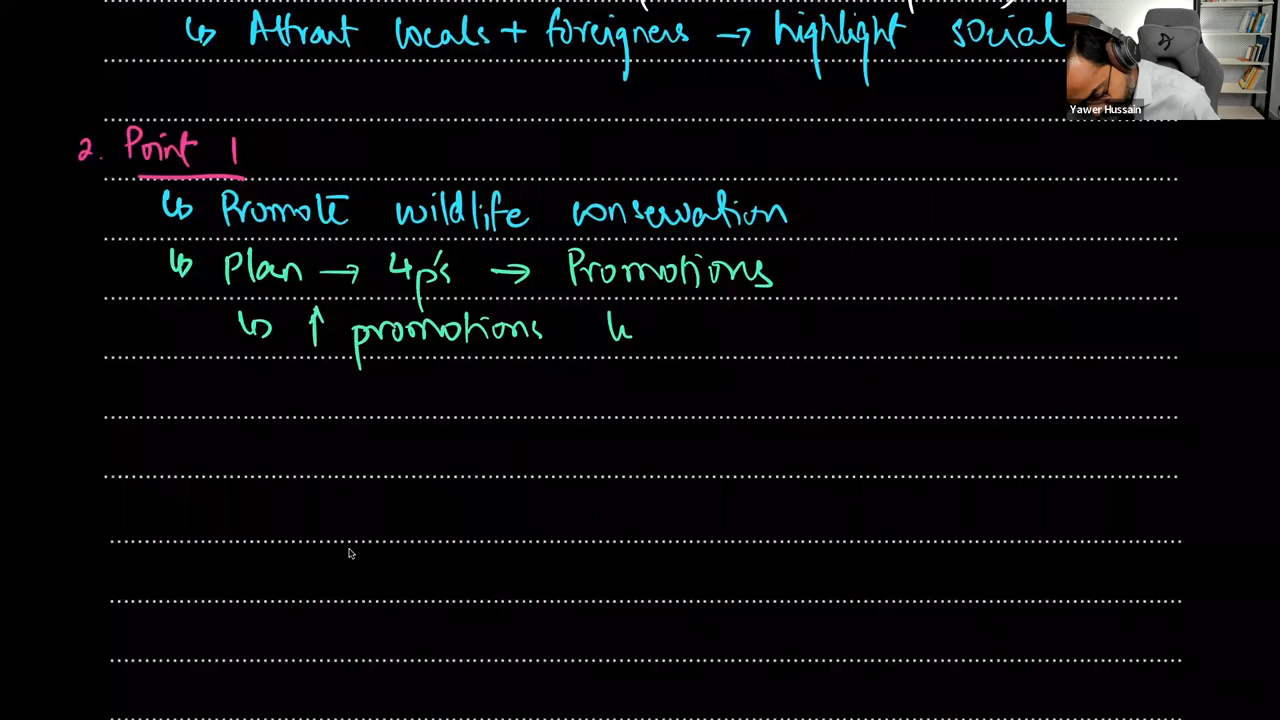 ↳ Attract locals + foreigners → highlight social
Yawer Hussain
2. Point 1
↳ Promote wildlife conservation
↳ Plan → 4p's → Promotions
↳ ↑ promotions